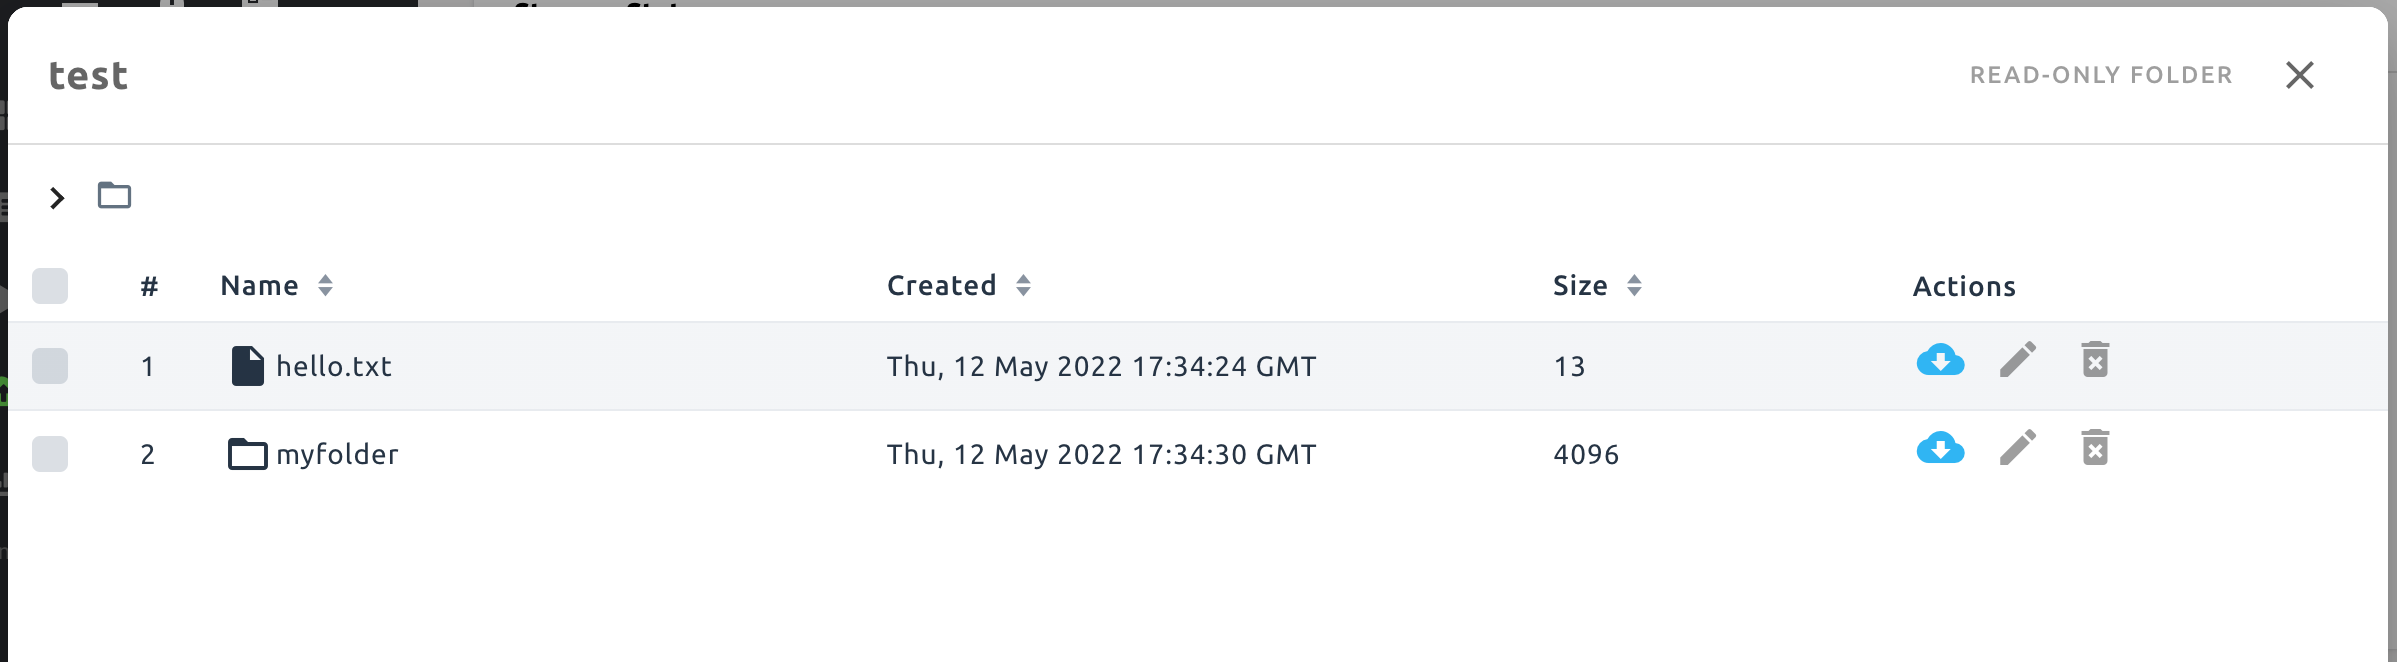 test
READ-ONLY FOLDER
# Name Created Size Actions
1 hello.txt Thu, 12 May 2022 17:34:24 GMT 13
2 myfolder Thu, 12 May 2022 17:34:30 GMT 4096